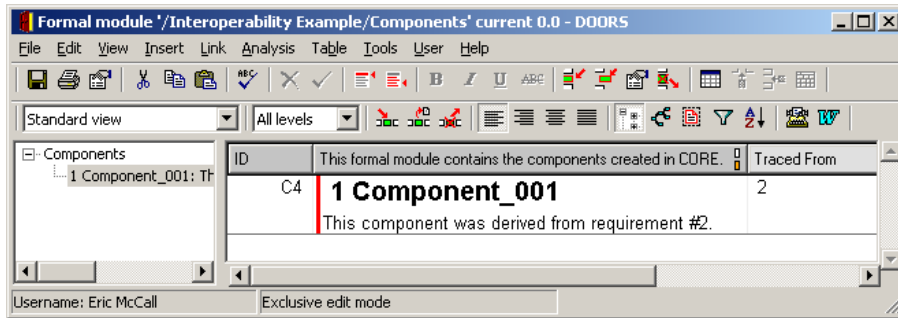 Formal module '/Interoperability Example/Components' current 0.0 - DOORS
File Edit View Insert Link Analysis Table Tools User Help
ABC B I U ABC
Standard view All levels A Z W
Components
1 Component_001: Th
ID This formal module contains the components created in CORE. Traced From
C4 1 Component_001 2
This component was derived from requirement #2.
Username: Eric McCall Exclusive edit mode